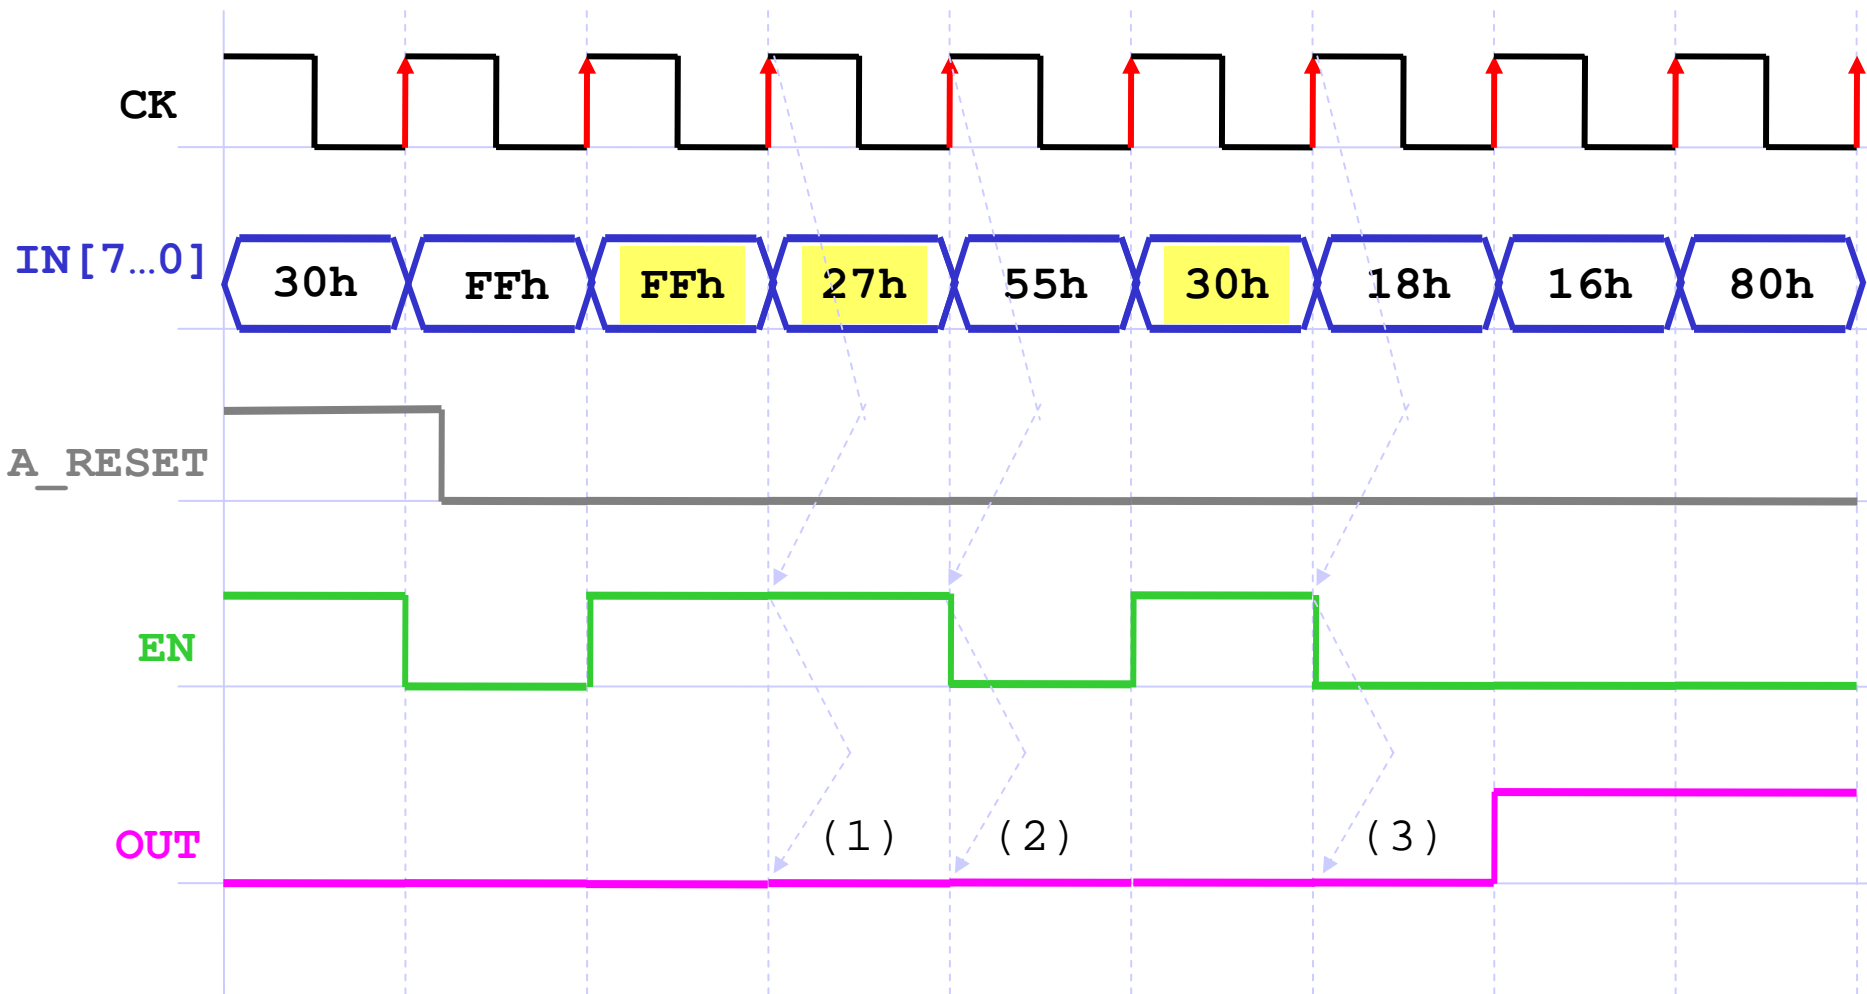 CK
IN[7…0]
30h FFh FFh 27h 55h 30h 18h 16h 80h
A_RESET
EN
OUT
(1) (2) (3)